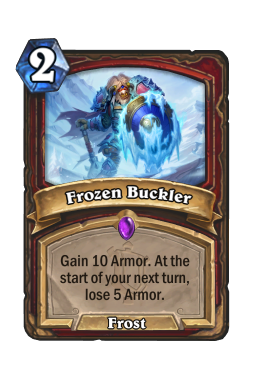 2
Frozen Buckler
Gain 10 Armor. At the
start of your next turn,
lose 5 Armor.
Frost